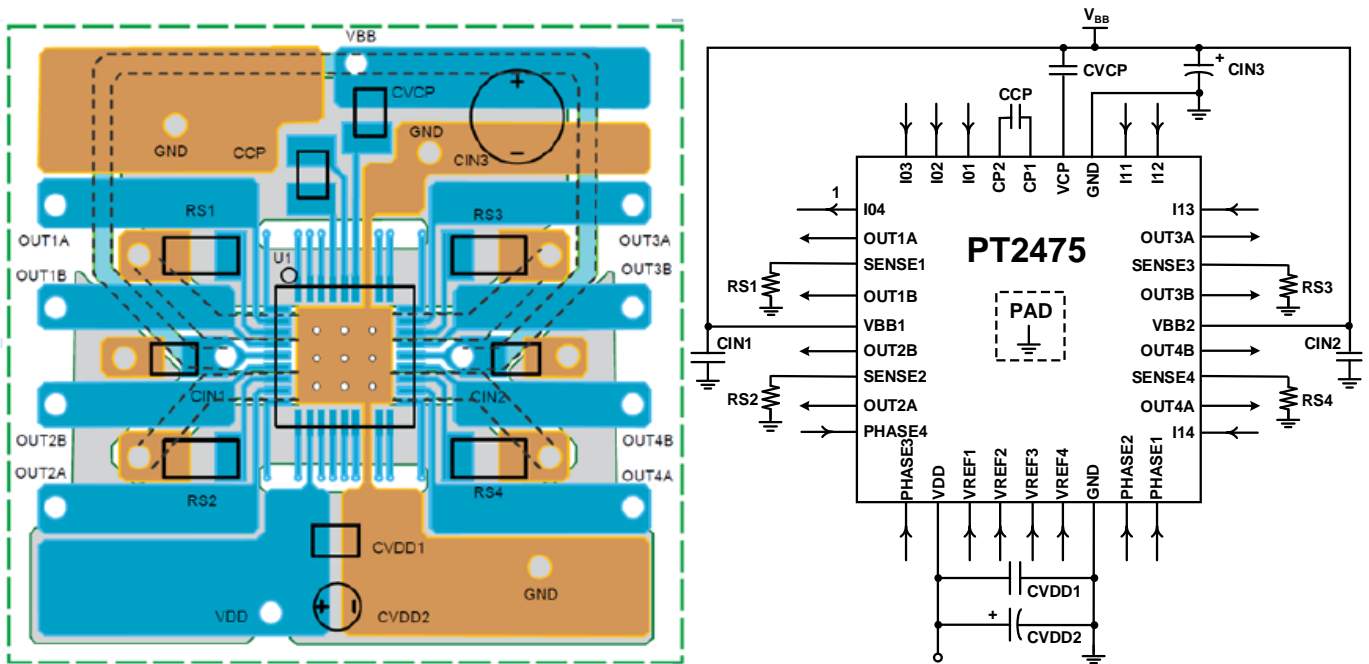 VBB
CVCP
GND
CCP
GND
CIN3
+
−
RS1
RS3
OUT1A
OUT3A
OUT1B
U1
OUT3B
CIN1
CIN2
OUT2B
OUT4B
OUT2A
OUT4A
RS2
RS4
CVDD1
GND
VDD
+
−
CVDD2
VBB
CVCP
+
CIN3
CCP
I03
I02
I01
CP2
CP1
VCP
GND
I11
I12
1
I04
I13
OUT1A
OUT3A
PT2475
SENSE1
SENSE3
RS1
RS3
OUT1B
OUT3B
PAD
VBB1
VBB2
CIN1
CIN2
OUT2B
OUT4B
SENSE2
SENSE4
RS2
RS4
OUT2A
OUT4A
PHASE4
I14
PHASE3
VDD
VREF1
VREF2
VREF3
VREF4
GND
PHASE2
PHASE1
CVDD1
+
CVDD2